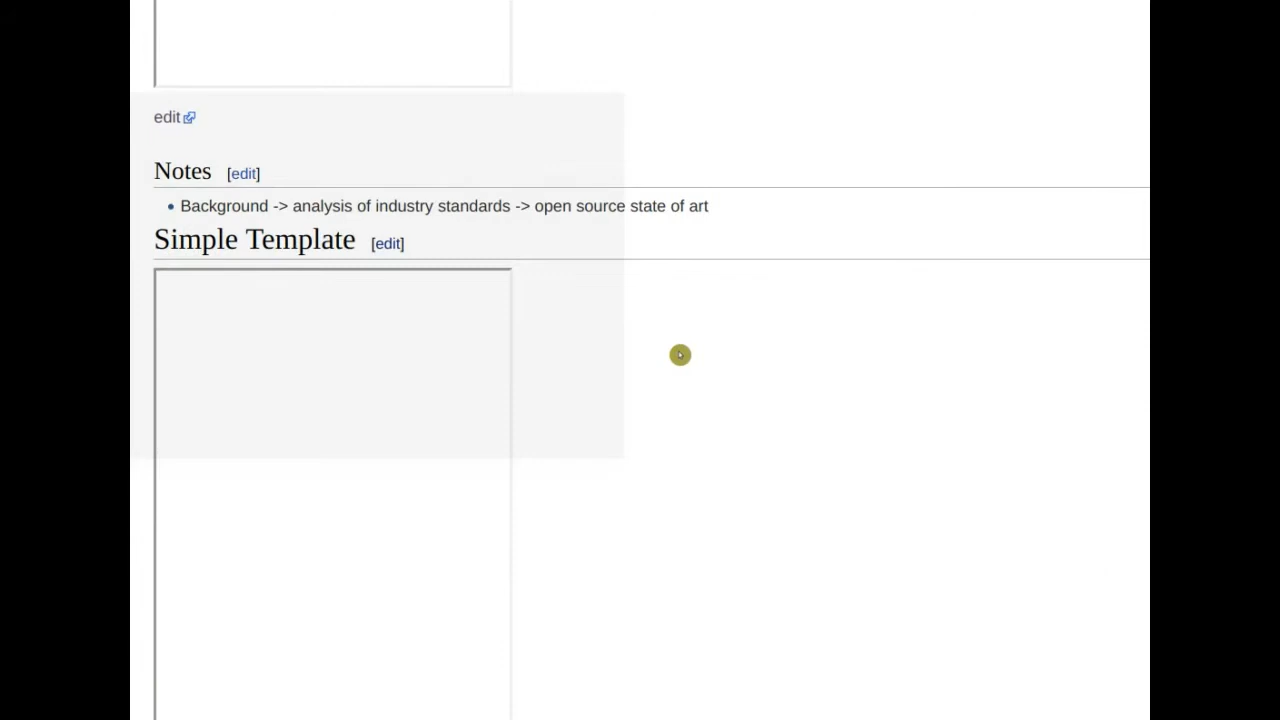 edit
Notes [edit]
Background -> analysis of industry standards -> open source state of art
Simple Template [edit]